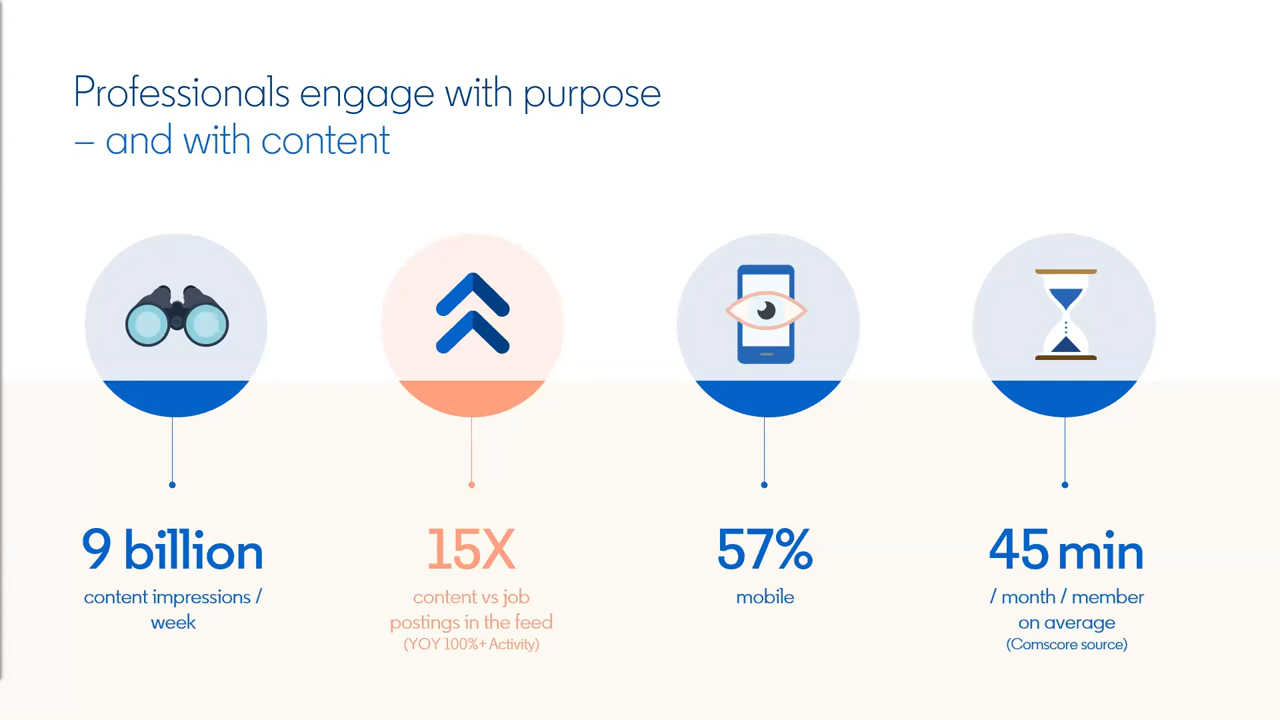 Professionals engage with purpose
– and with content
9 billion
content impressions /
week
15X
content vs job
postings in the feed
(YOY 100%+ Activity)
57%
mobile
45 min
/ month / member
on average
(Comscore source)